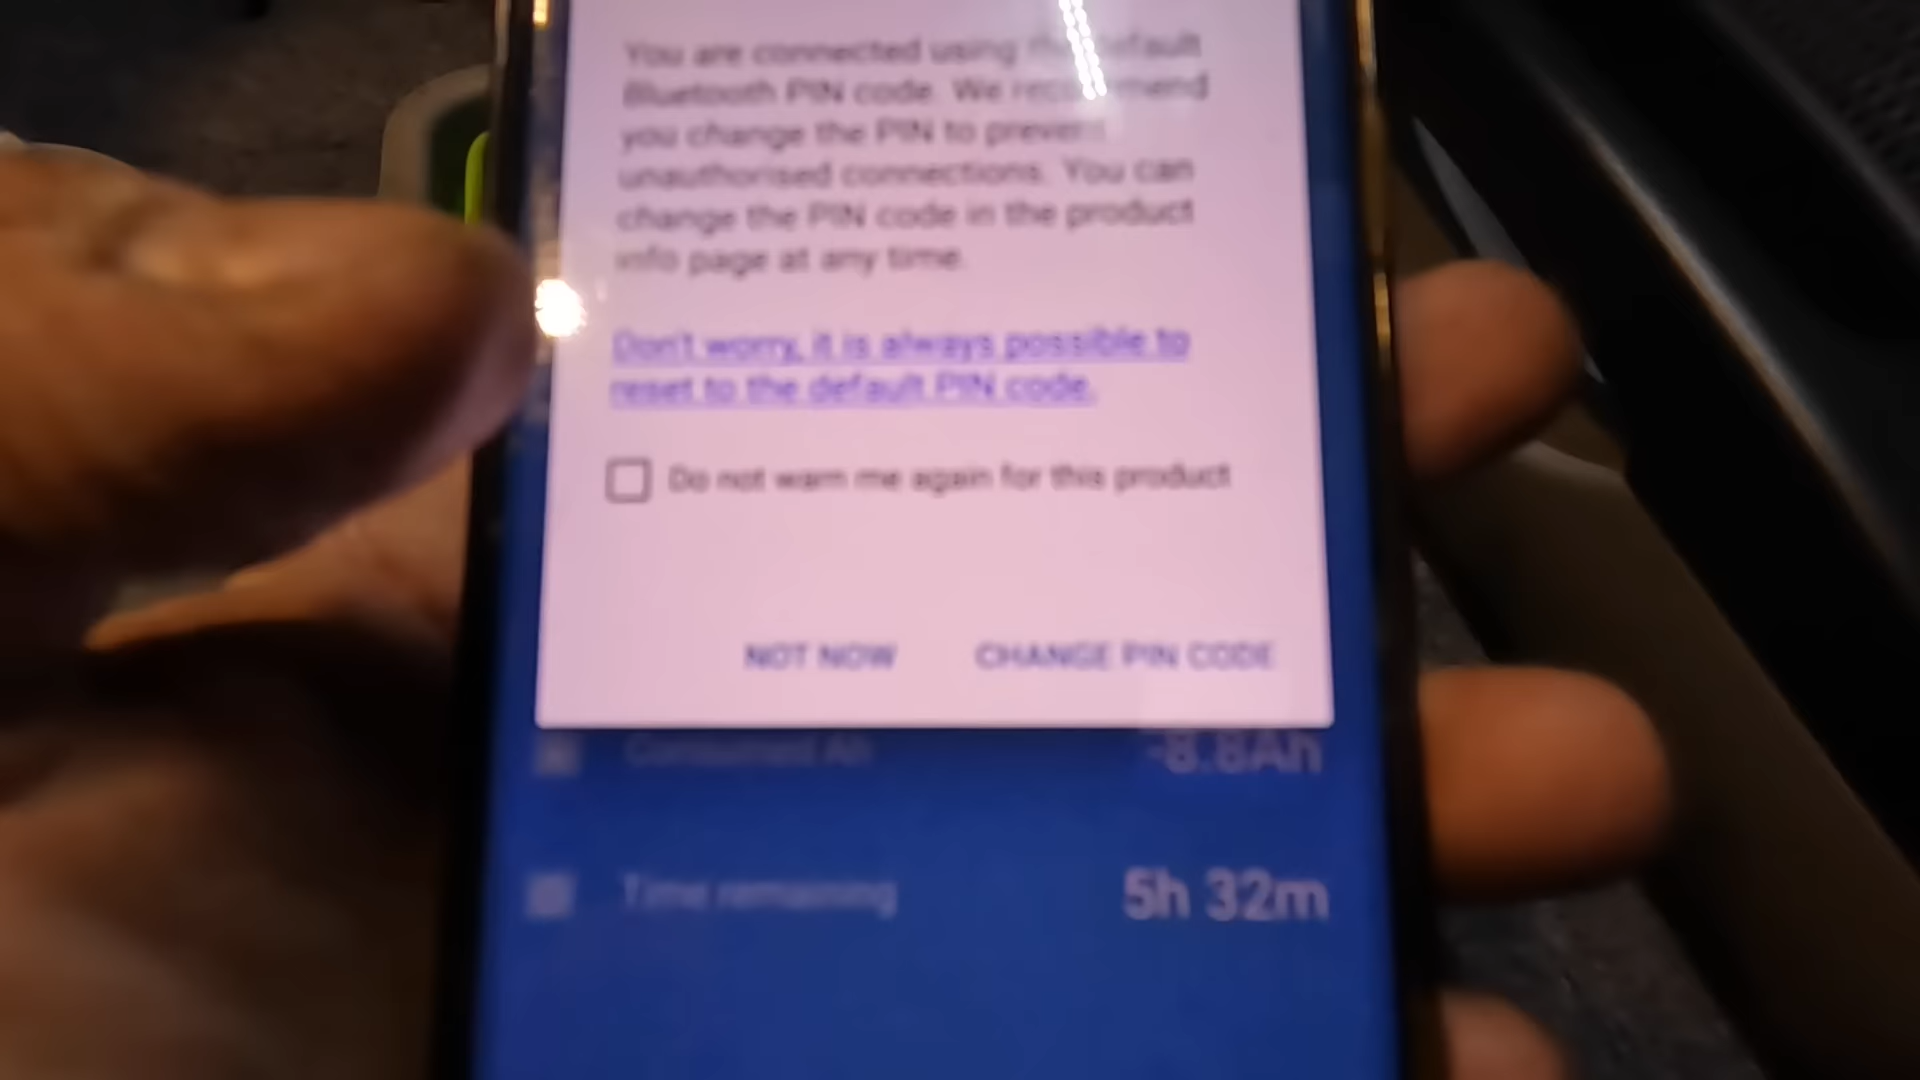 You are connected using the default
Bluetooth PIN code. We recommend
you change the PIN to prevent
unauthorised connections. You can
change the PIN code in the product
info page at any time.
Don't worry, it is always possible to
reset to the default PIN code.
Do not warn me again for this product
NOT NOW CHANGE PIN CODE
Consumed Ah -8.8Ah
Time remaining 5h 32m